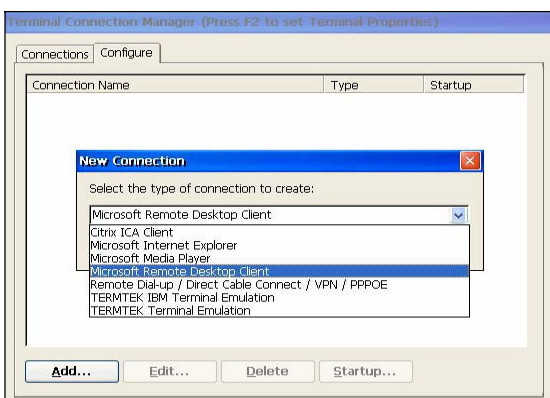 Terminal Connection Manager (Press F2 to set Terminal Properties)
Connections Configure
Connection Name Type Startup
New Connection
Select the type of connection to create:
Microsoft Remote Desktop Client
Citrix ICA Client
Microsoft Internet Explorer
Microsoft Media Player
Microsoft Remote Desktop Client
Remote Dial-up / Direct Cable Connect / VPN / PPPOE
TERMTEK IBM Terminal Emulation
TERMTEK Terminal Emulation
Add... Edit... Delete Startup...